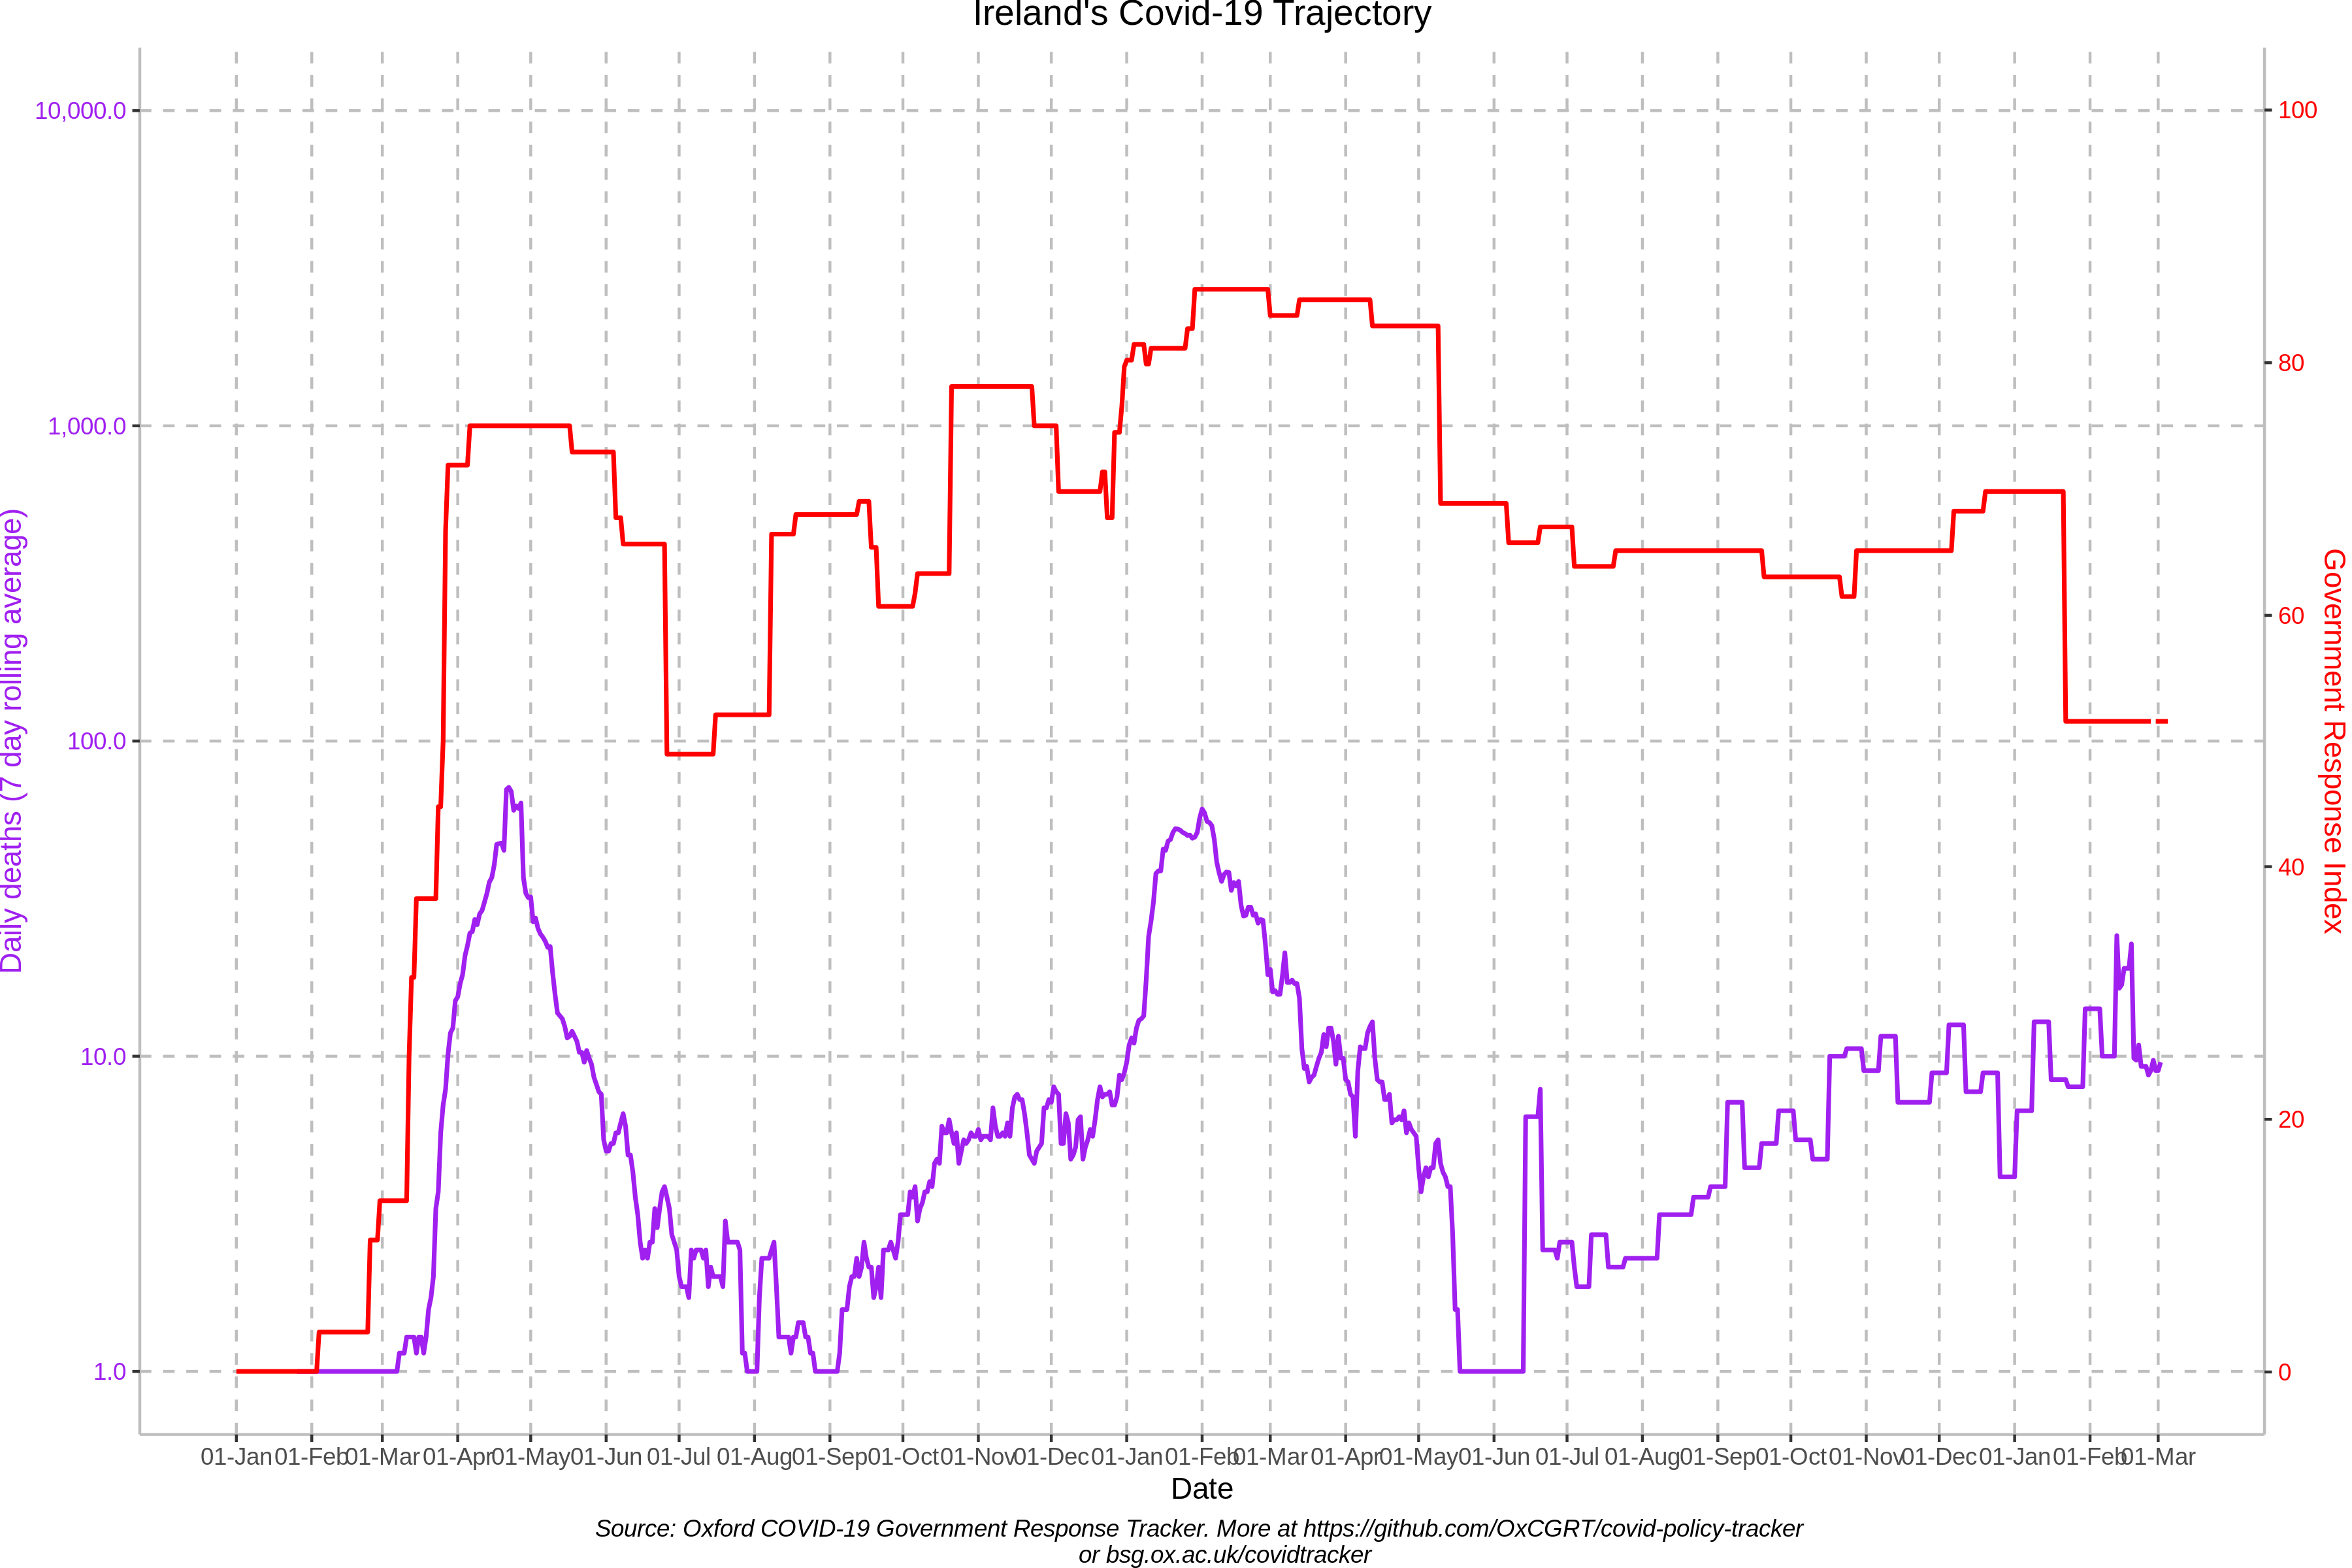 Ireland's Covid-19 Trajectory
10,000.0
1,000.0
100.0
10.0
1.0
Daily deaths (7 day rolling average)
100
80
60
40
20
0
Government Response Index
01-Jan 01-Feb 01-Mar 01-Apr 01-May 01-Jun 01-Jul 01-Aug 01-Sep 01-Oct 01-Nov 01-Dec 01-Jan 01-Feb 01-Mar 01-Apr 01-May 01-Jun 01-Jul 01-Aug 01-Sep 01-Oct 01-Nov 01-Dec 01-Jan 01-Feb 01-Mar
Date
Source: Oxford COVID-19 Government Response Tracker. More at https://github.com/OxCGRT/covid-policy-tracker
or bsg.ox.ac.uk/covidtracker